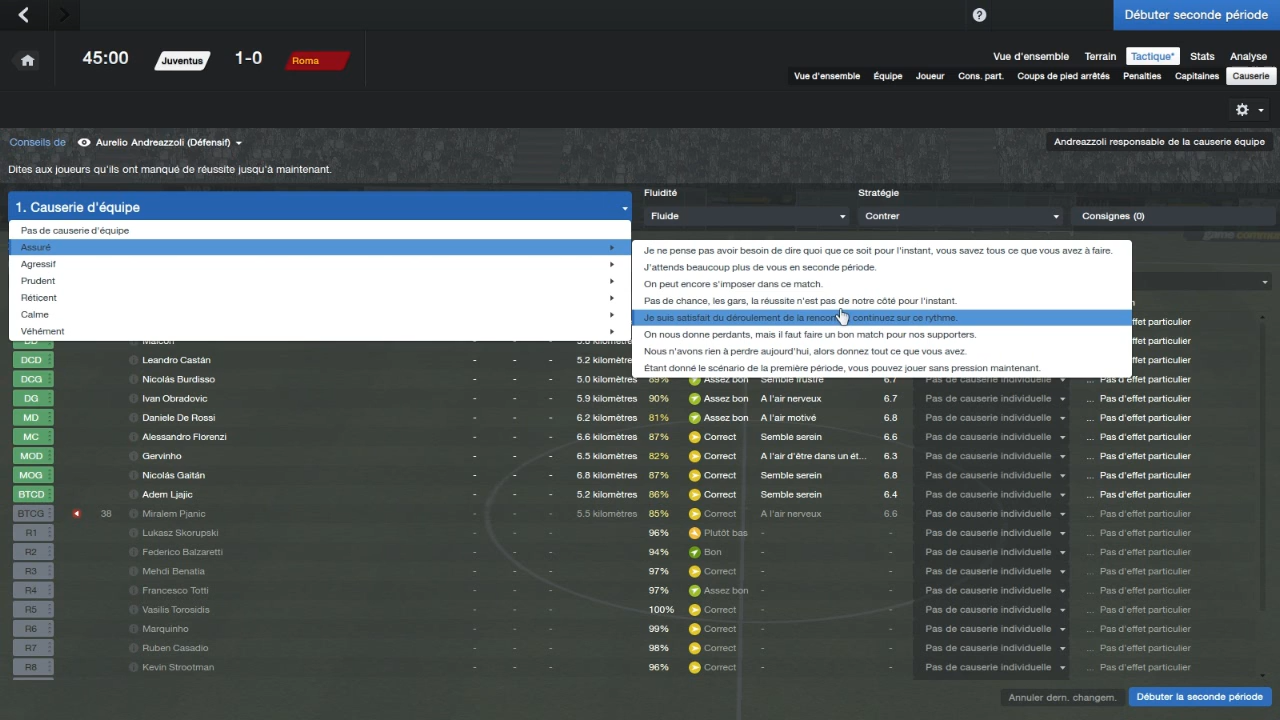 Débuter seconde période
45:00 Juventus 1-0 Roma
Vue d'ensemble Terrain Tactique* Stats Analyse
Vue d'ensemble Équipe Joueur Cons. part. Coups de pied arrêtés Penalties Capitaines Causerie
Conseils de Aurelio Andreazzoli (Défensif)
Andreazzoli responsable de la causerie équipe
Dites aux joueurs qu'ils ont manqué de réussite jusqu'à maintenant.
Fluidité Stratégie
1. Causerie d'équipe
Fluide Contrer Consignes (0)
Pas de causerie d'équipe
Assuré
Agressif
Prudent
Réticent
Calme
Véhément
Je ne pense pas avoir besoin de dire quoi que ce soit pour l'instant, vous savez tous ce que vous avez à faire.
J'attends beaucoup plus de vous en seconde période.
On peut encore s'imposer dans ce match.
Pas de chance, les gars, la réussite n'est pas de notre côté pour l'instant.
Je suis satisfait du déroulement de la continuez sur ce rythme.
On nous donne perdants, mais il faut faire un bon match pour nos supporters.
Nous n'avons rien à perdre aujourd'hui, alors donnez tout ce que vous avez.
Étant donné le scénario de la première période, vous pouvez jouer sans pression maintenant.
Pas d'effet particulier
Pas d'effet particulier
DCD Leandro Castán - - - 5.6 kilomètres Pas d'effet particulier
DCG Nicolás Burdisso - - - 5.0 kilomètres 89% Assez bon Semble frustré 6.7 Pas de causerie individuelle ... Pas d'effet particulier
DG Ivan Obradovic - - - 5.9 kilomètres 90% Assez bon A l'air nerveux 6.7 Pas de causerie individuelle ... Pas d'effet particulier
MD Daniele De Rossi - - - 6.2 kilomètres 81% Assez bon A l'air motivé 6.8 Pas de causerie individuelle ... Pas d'effet particulier
MC Alessandro Florenzi - - - 6.6 kilomètres 87% Correct Semble serein 6.6 Pas de causerie individuelle ... Pas d'effet particulier
MOD Gervinho - - - 6.5 kilomètres 82% Correct A l'air d'être dans un ét... 6.3 Pas de causerie individuelle ... Pas d'effet particulier
MOG Nicolás Gaitán - - - 6.8 kilomètres 87% Correct Semble serein 6.8 Pas de causerie individuelle ... Pas d'effet particulier
BTCD Adem Ljajic - - - 5.2 kilomètres 86% Correct Semble serein 6.4 Pas de causerie individuelle ... Pas d'effet particulier
BTCG 38 Miralem Pjanic - - - 5.5 kilomètres 85% Correct A l'air nerveux 6.6 Pas de causerie individuelle ... Pas d'effet particulier
R1 Lukasz Skorupski - - - 96% Plutôt bas - - Pas de causerie individuelle ... Pas d'effet particulier
R2 Federico Balzaretti - - - 94% Bon - - Pas de causerie individuelle ... Pas d'effet particulier
R3 Mehdi Benatia - - - 97% Correct - - Pas de causerie individuelle ... Pas d'effet particulier
R4 Francesco Totti - - - 97% Assez bon - - Pas de causerie individuelle ... Pas d'effet particulier
R5 Vasilis Torosidis - - - 100% Correct - - Pas de causerie individuelle ... Pas d'effet particulier
R6 Marquinho - - - 99% Correct - - Pas de causerie individuelle ... Pas d'effet particulier
R7 Ruben Casadio - - - 98% Correct - - Pas de causerie individuelle ... Pas d'effet particulier
R8 Kevin Strootman - - - 96% Correct - - Pas de causerie individuelle ... Pas d'effet particulier
Annuler dern. changem. Débuter la seconde période